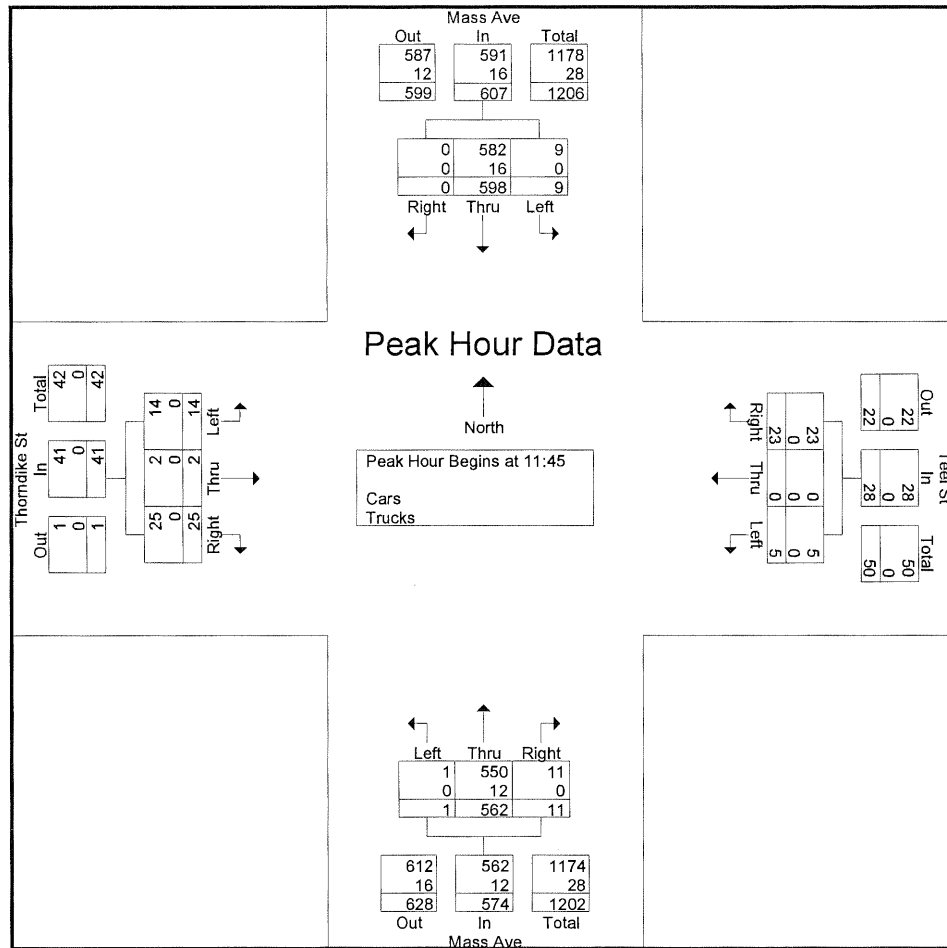 Mass Ave
Out In Total
587 591 1178
12 16 28
599 607 1206
0 582 9
0 16 0
0 598 9
Right Thru Left
Peak Hour Data
North
Peak Hour Begins at 11:45
Cars
Trucks
Thorndike St
Total In Out
42 41 1
0 0 0
42 41 1
14 2 25
0 0 0
14 2 25
Left Thru Right
Right Thru Left
23 0 5
0 0 0
23 0 5
22 28 50
0 0 0
22 28 50
Out In Total
Teel St
Left Thru Right
1 550 11
0 12 0
1 562 11
612 562 1174
16 12 28
628 574 1202
Out In Total
Mass Ave